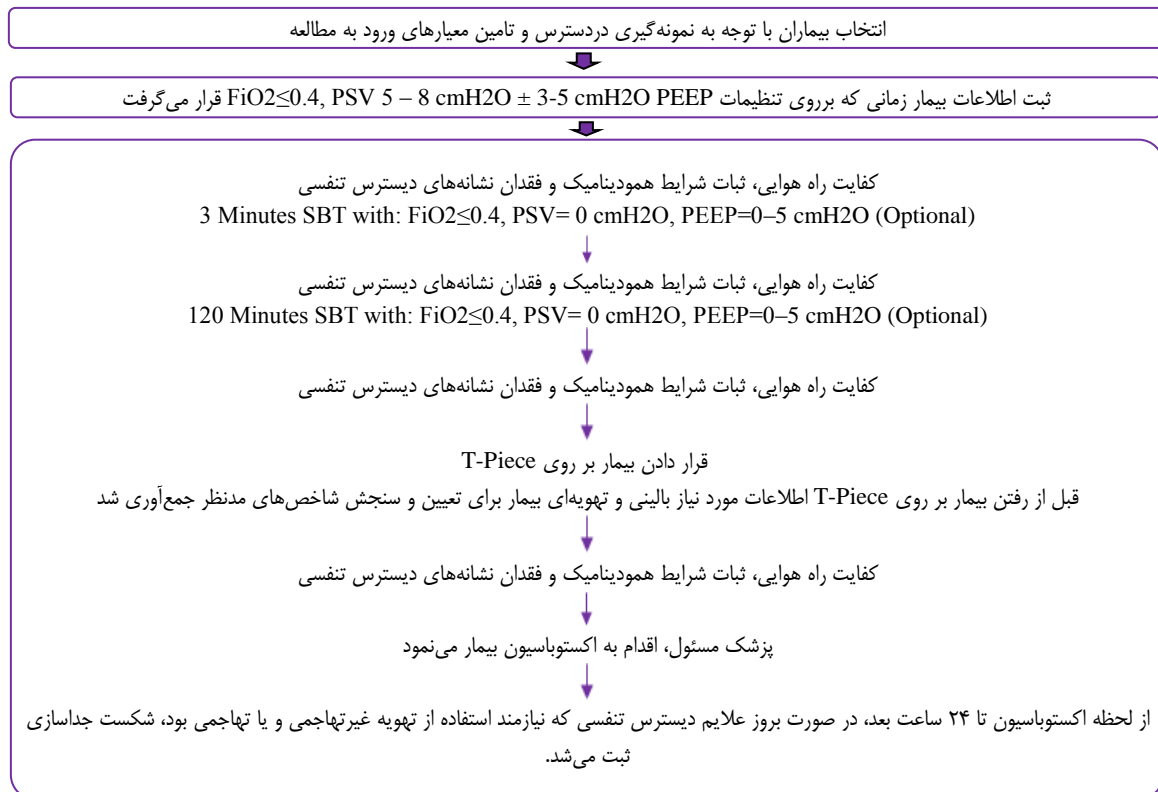 انتخاب بیماران با توجه به نمونه‌گیری دردسترس و تامین معیارهای ورود به مطالعه
ثبت اطلاعات بیمار زمانی که برروی تنظیمات FiO2≤0.4, PSV 5 – 8 cmH2O ± 3-5 cmH2O PEEP قرار می‌گرفت
کفایت راه هوایی، ثبات شرایط همودینامیک و فقدان نشانه‌های دیسترس تنفسی
3 Minutes SBT with: FiO2≤0.4, PSV= 0 cmH2O, PEEP=0–5 cmH2O (Optional)
کفایت راه هوایی، ثبات شرایط همودینامیک و فقدان نشانه‌های دیسترس تنفسی
120 Minutes SBT with: FiO2≤0.4, PSV= 0 cmH2O, PEEP=0–5 cmH2O (Optional)
کفایت راه هوایی، ثبات شرایط همودینامیک و فقدان نشانه‌های دیسترس تنفسی
قرار دادن بیمار بر روی T-Piece
قبل از رفتن بیمار بر روی T-Piece اطلاعات مورد نیاز بالینی و تهویه‌ای بیمار برای تعیین و سنجش شاخص‌های مدنظر جمع‌آوری شد
کفایت راه هوایی، ثبات شرایط همودینامیک و فقدان نشانه‌های دیسترس تنفسی
پزشک مسئول، اقدام به اکستوباسیون بیمار می‌نمود
از لحظه اکستوباسیون تا ۲۴ ساعت بعد، در صورت بروز علایم دیسترس تنفسی که نیازمند استفاده از تهویه غیرتهاجمی و یا تهاجمی بود، شکست جداسازی
ثبت می‌شد.